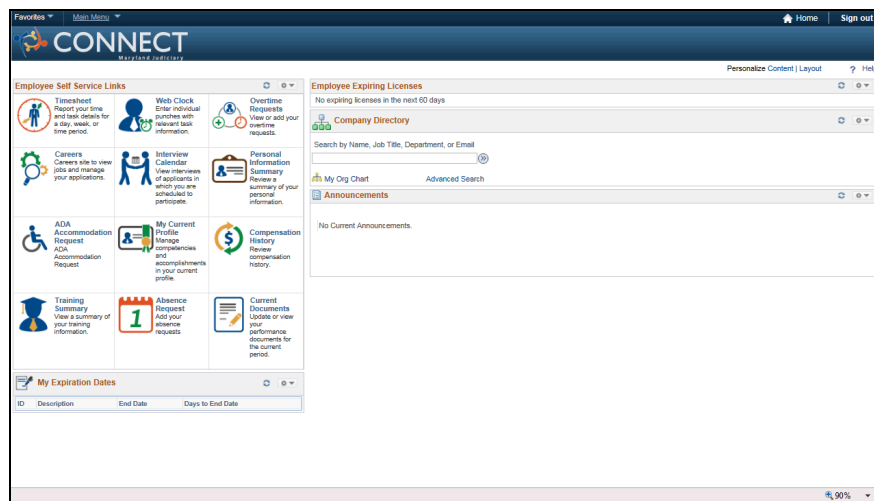 Favorites
Main Menu
Home
Sign out
CONNECT
Maryland Judiciary
Personalize Content | Layout
? Help
Employee Self Service Links
Timesheet
Report your time
and task details for
a day, week, or
time period.
Web Clock
Enter individual
punches with
relevant task
information.
Overtime
Requests
View or add your
overtime
requests.
Careers
Careers site to view
jobs and manage
your applications.
Interview
Calendar
View interviews
of applicants in
which you are
scheduled to
participate.
Personal
Information
Summary
Review a
summary of your
personal
information.
ADA
Accommodation
Request
ADA
Accommodation
Request
My Current
Profile
Manage
competencies
and
accomplishments
in your current
profile.
Compensation
History
Review
compensation
history.
Training
Summary
View a summary of
your training
information.
1
Absence
Request
Add your
absence
requests
Current
Documents
Update or view
your
performance
documents for
the current
period.
My Expiration Dates
ID Description End Date Days to End Date
Employee Expiring Licenses
No expiring licenses in the next 60 days
Company Directory
Search by Name, Job Title, Department, or Email
My Org Chart
Advanced Search
Announcements
No Current Announcements.
90%